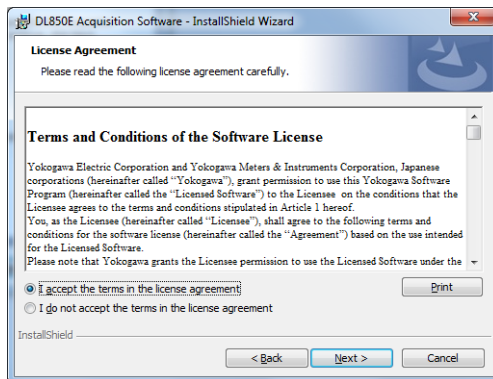 DL850E Acquisition Software - InstallShield Wizard
License Agreement
Please read the following license agreement carefully.
Terms and Conditions of the Software License
Yokogawa Electric Corporation and Yokogawa Meters & Instruments Corporation, Japanese
corporations (hereinafter called “Yokogawa”), grant permission to use this Yokogawa Software
Program (hereinafter called the “Licensed Software”) to the Licensee on the conditions that the
Licensee agrees to the terms and conditions stipulated in Article 1 hereof.
You, as the Licensee (hereinafter called “Licensee”), shall agree to the following terms and
conditions for the software license (hereinafter called the “Agreement”) based on the use intended
for the Licensed Software.
Please note that Yokogawa grants the Licensee permission to use the Licensed Software under the
I accept the terms in the license agreement
Print
I do not accept the terms in the license agreement
InstallShield
< Back
Next >
Cancel